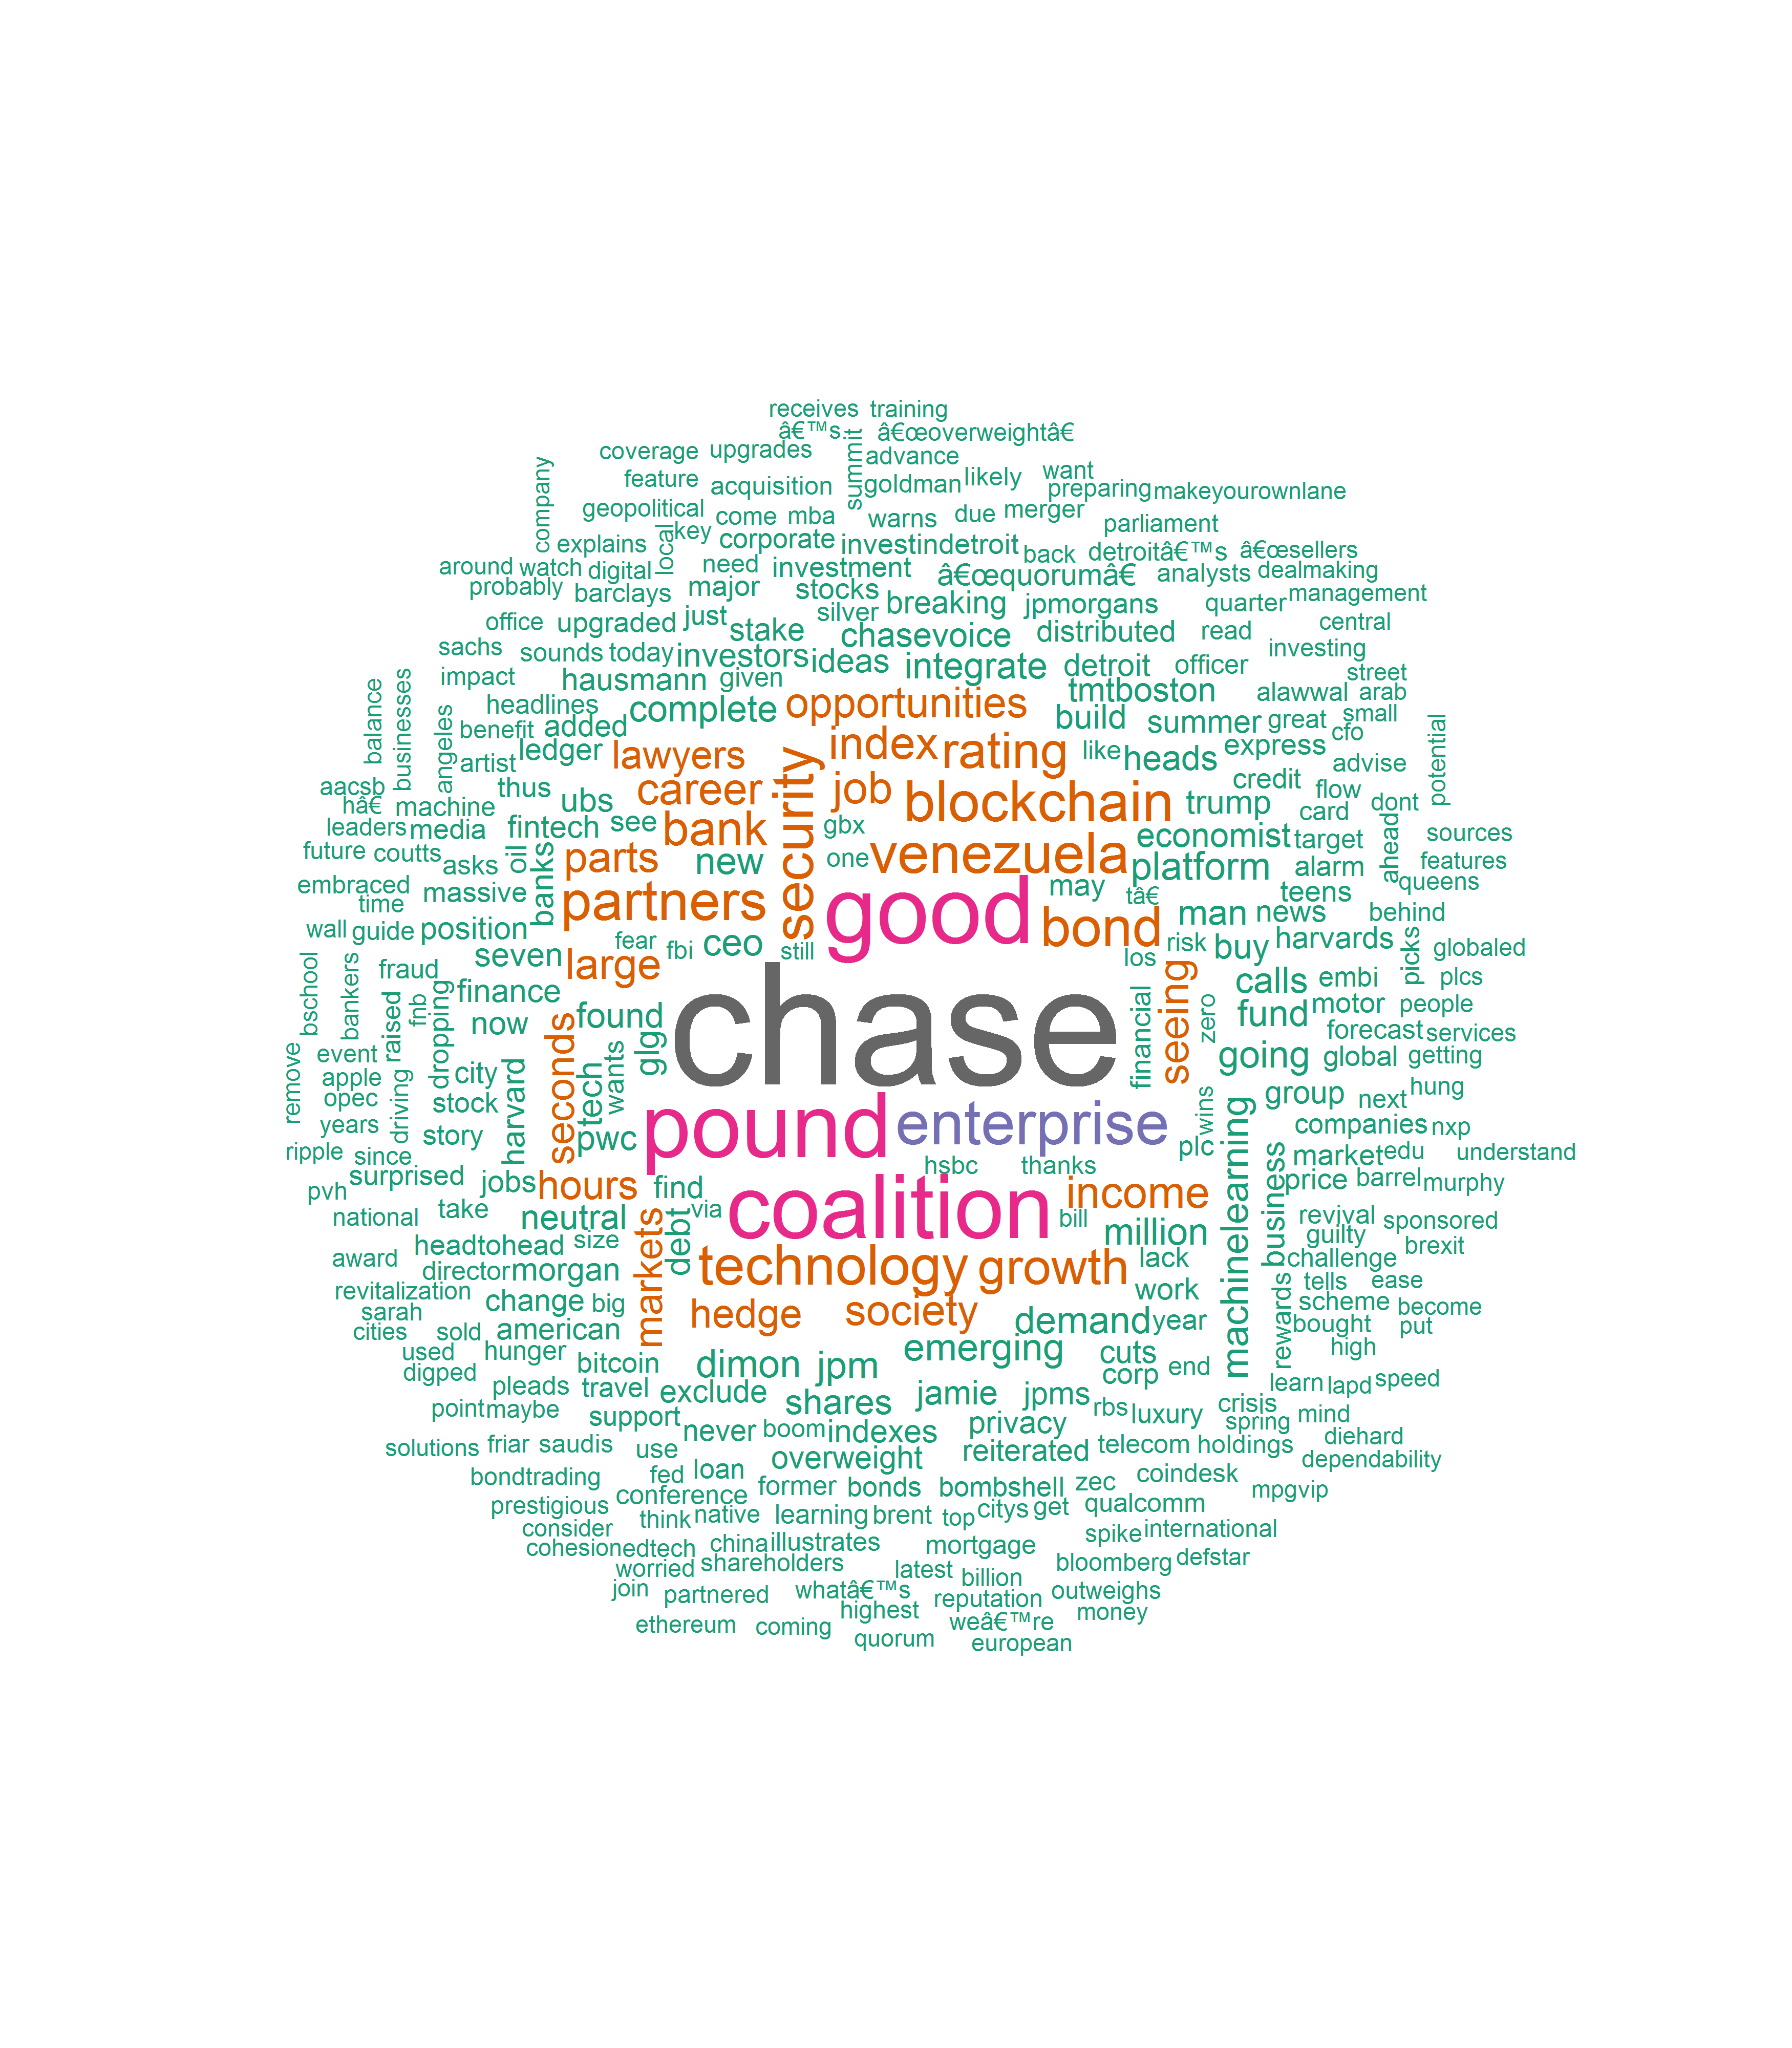 receives training
â€™s. â€œoverweightâ€
coverage upgrades summit advance
company feature acquisition goldman likely want
preparing makeyourownlane
geopolitical come mba warns due merger parliament
explains local key corporate investindetroit back detroitâ€™s â€œsellers
around watch digital need investment â€œquorumâ€ analysts dealmaking
probably barclays major stocks breaking jpmorgans quarter management
office upgraded just stake silver chasevoice distributed read central
sachs sounds today investors ideas integrate detroit officer investing
impact hausmann given tmtboston alawwal arab street
balance businesses angeles headlines complete opportunities build summer great small
benefit added index rating like heads express cfo
artist ledger lawyers security advise potential
aacsb thus career job blockchain credit flow
hâ€ machine ubs trump card dont
leaders media fintech see bank gbx economist target ahead sources
future coutts asks oil banks parts new one venezuela platform alarm features
embraced massive partners good may tâ€ teens queens
time wall guide position bond man news behind
fear fbi ceo still risk buy harvards picks globaled
bschool bankers fraud seven large los calls embi plcs
raised fnb dropping finance chase seeing zero financial fund motor people
remove now seconds found glg forecast services
event driving city tech wants going global getting
apple harvard group hung
opec stock pound enterprise wins machinelearning next
years story pwc plc companies nxp
ripple since hsbc thanks business market edu understand
surprised jobs hours find coalition income price barrel murphy
pvh take via bill
national neutral markets debt million revival sponsored
headtohead size guilty brexit
award director morgan technology growth lack challenge
revitalization change big work rewards tells ease
sarah hedge society scheme become
cities sold american demand year bought put
used hunger emerging cuts high
digped bitcoin dimon jpm corp end learn lapd speed
pleads travel exclude shares jamie jpms crisis
point maybe support never boom indexes privacy rbs luxury spring mind
solutions friar saudis use overweight reiterated telecom holdings diehard
bondtrading fed loan coindesk dependability
prestigious conference former bonds bombshell zec mpgvip
consider think native learning brent top citys get qualcomm
cohesion edtech china illustrates mortgage spike international
worried shareholders latest bloomberg defstar
join partnered whatâ€™s billion outweighs
highest reputation
ethereum coming weâ€™re money
quorum european